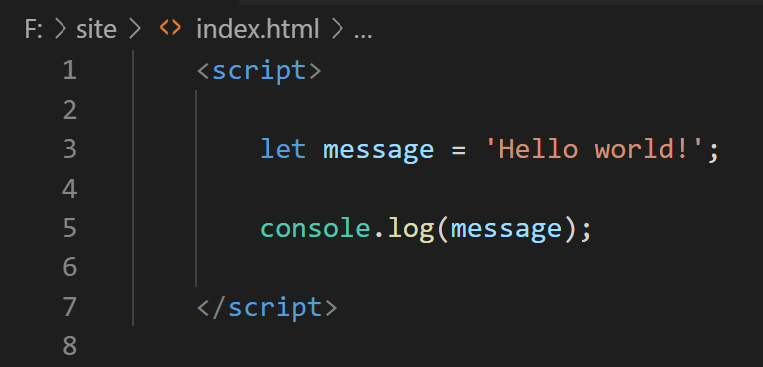 F: > site > <> index.html > ...
1 <script>
2
3 let message = 'Hello world!';
4
5 console.log(message);
6
7 </script>
8